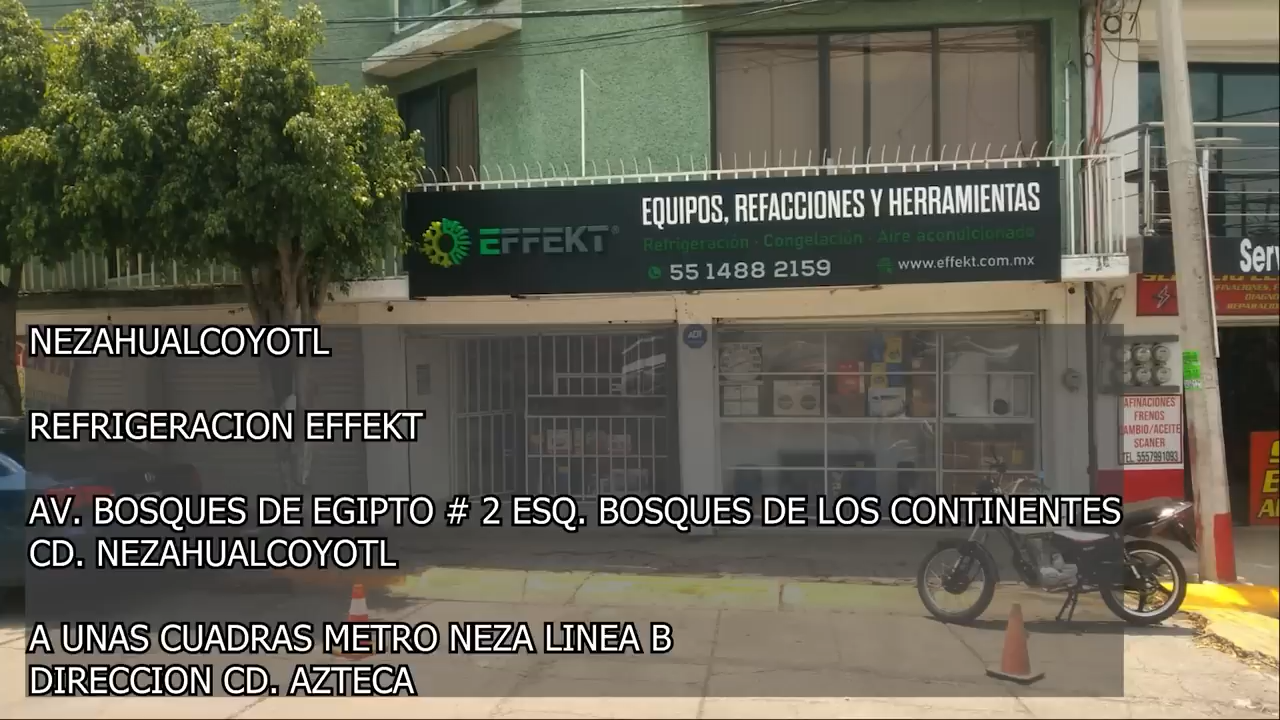 EQUIPOS, REFACCIONES Y HERRAMIENTAS
EFFEKT®
Refrigeración · Congelación · Aire acondicionado
55 1488 2159
www.effekt.com.mx
Serv
ADT
AFINACIONES
FRENOS
AMBIO/ACEITE
SCANER
TEL. 5557991093
NEZAHUALCOYOTL
REFRIGERACION EFFEKT
AV. BOSQUES DE EGIPTO # 2 ESQ. BOSQUES DE LOS CONTINENTES
CD. NEZAHUALCOYOTL
A UNAS CUADRAS METRO NEZA LINEA B
DIRECCION CD. AZTECA